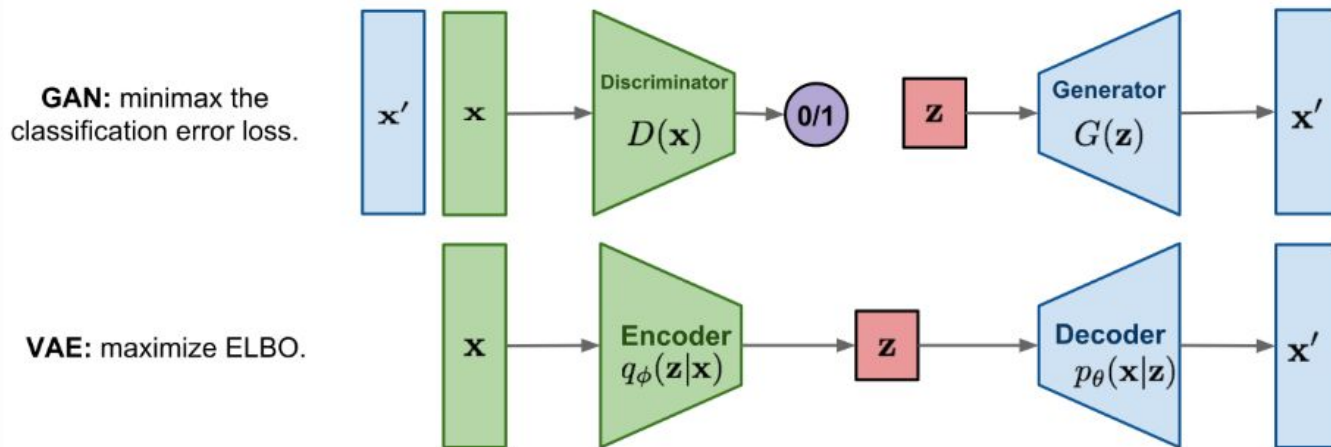 GAN: minimax the
classification error loss.
x′
x
Discriminator
D(x)
0/1
z
Generator
G(z)
x′
VAE: maximize ELBO.
x
Encoder
qϕ(z|x)
z
Decoder
pθ(x|z)
x′